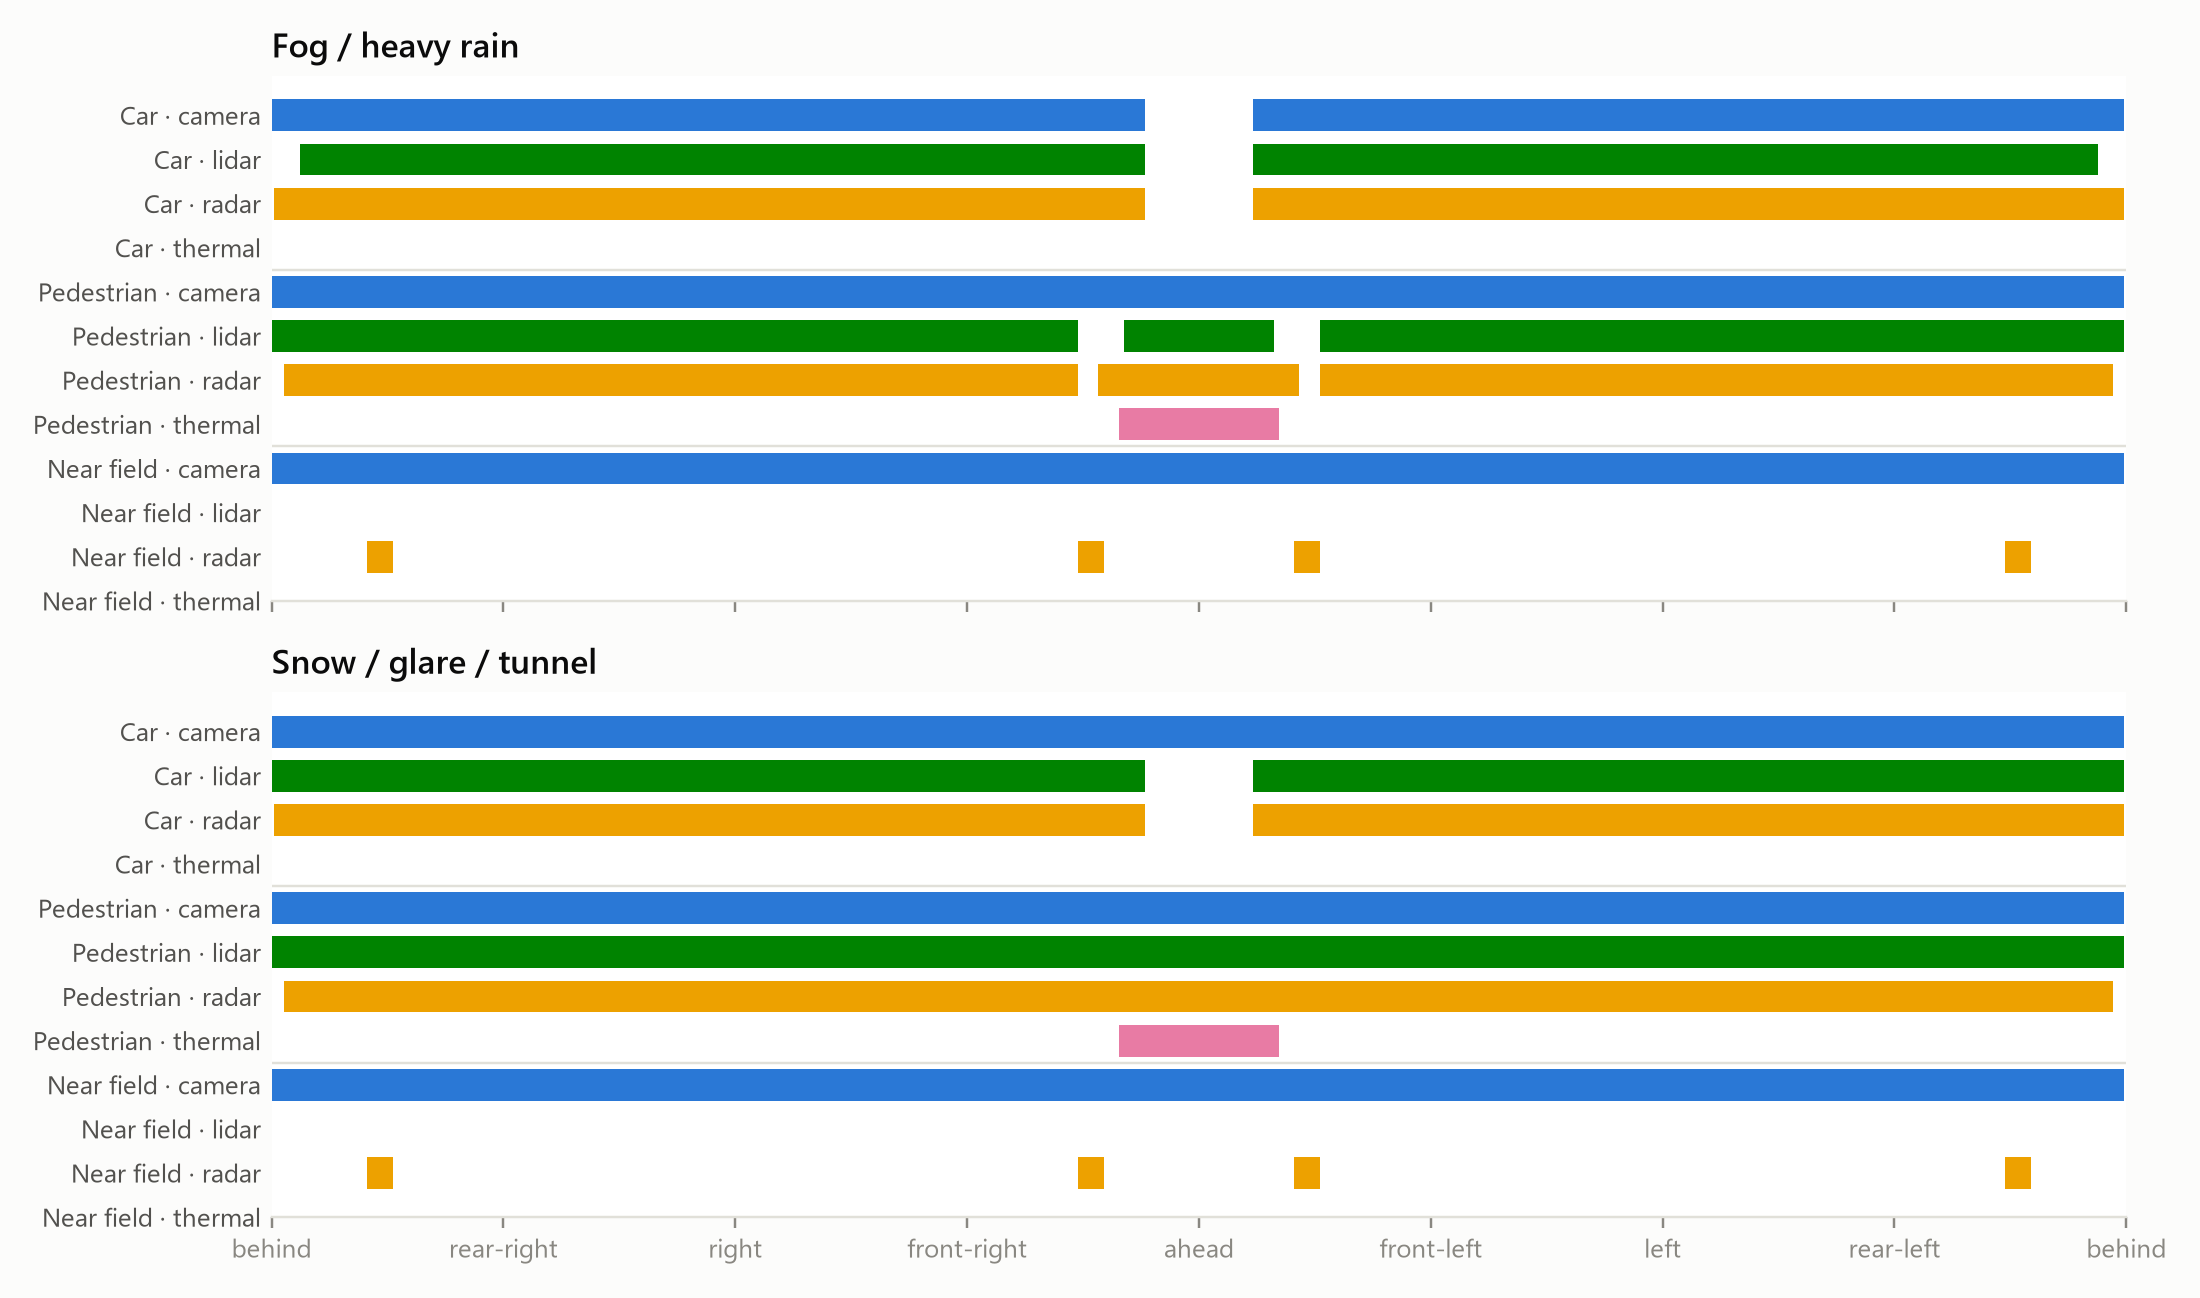 Fog / heavy rain
Car · camera
Car · lidar
Car · radar
Car · thermal
Pedestrian · camera
Pedestrian · lidar
Pedestrian · radar
Pedestrian · thermal
Near field · camera
Near field · lidar
Near field · radar
Near field · thermal
Snow / glare / tunnel
Car · camera
Car · lidar
Car · radar
Car · thermal
Pedestrian · camera
Pedestrian · lidar
Pedestrian · radar
Pedestrian · thermal
Near field · camera
Near field · lidar
Near field · radar
Near field · thermal
behind rear-right right front-right ahead front-left left rear-left behind